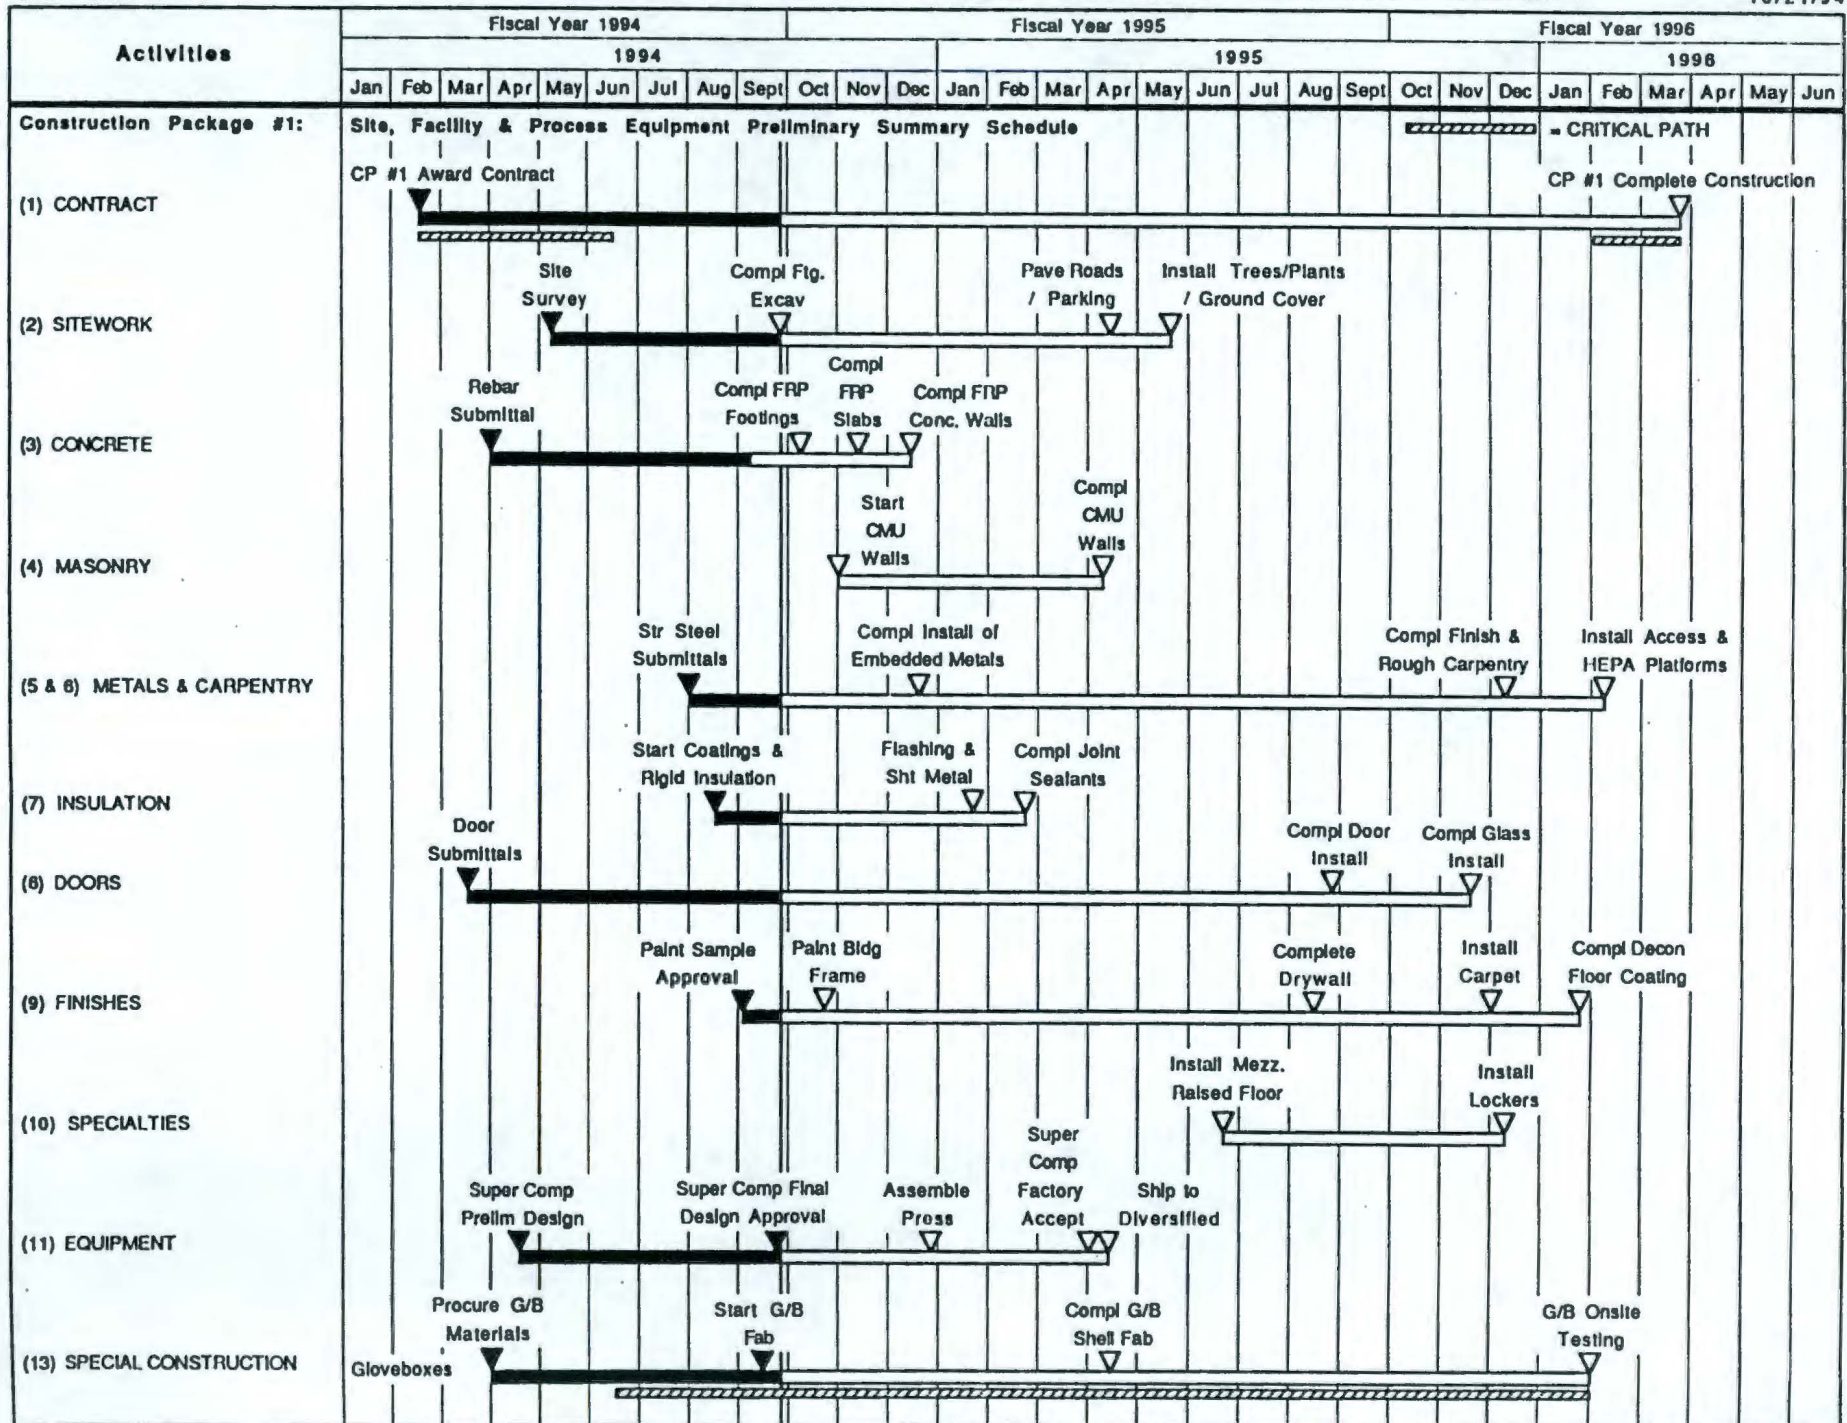 Fiscal Year 1994 Fiscal Year 1995 Fiscal Year 1996
Activities
1994 1995 1996
Jan Feb Mar Apr May Jun Jul Aug Sept Oct Nov Dec Jan Feb Mar Apr May Jun Jul Aug Sept Oct Nov Dec Jan Feb Mar Apr May Jun
Construction Package #1: Site, Facility & Process Equipment Preliminary Summary Schedule = CRITICAL PATH
CP #1 Award Contract CP #1 Complete Construction
(1) CONTRACT
Site Compl Ftg. Pave Roads Install Trees/Plants
Survey Excav / Parking / Ground Cover
(2) SITEWORK
Compl
Rebar Compl FRP FRP Compl FRP
Submittal Footings Slabs Conc. Walls
(3) CONCRETE
Compl
Start CMU
CMU Walls
Walls
(4) MASONRY
Str Steel Compl Install of Compl Finish & Install Access &
Submittals Embedded Metals Rough Carpentry HEPA Platforms
(5 & 6) METALS & CARPENTRY
Start Coatings & Flashing & Compl Joint
Rigid Insulation Sht Metal Sealants
(7) INSULATION
Door Compl Door Compl Glass
Submittals Install Install
(8) DOORS
Paint Sample Paint Bldg Complete Install Compl Decon
Approval Frame Drywall Carpet Floor Coating
(9) FINISHES
Install Mezz. Install
Raised Floor Lockers
(10) SPECIALTIES
Super
Comp
Super Comp Super Comp Final Assemble Factory Ship to
Prelim Design Design Approval Press Accept Diversified
(11) EQUIPMENT
Procure G/B Start G/B Compl G/B G/B Onsite
Materials Fab Shell Fab Testing
(13) SPECIAL CONSTRUCTION Gloveboxes